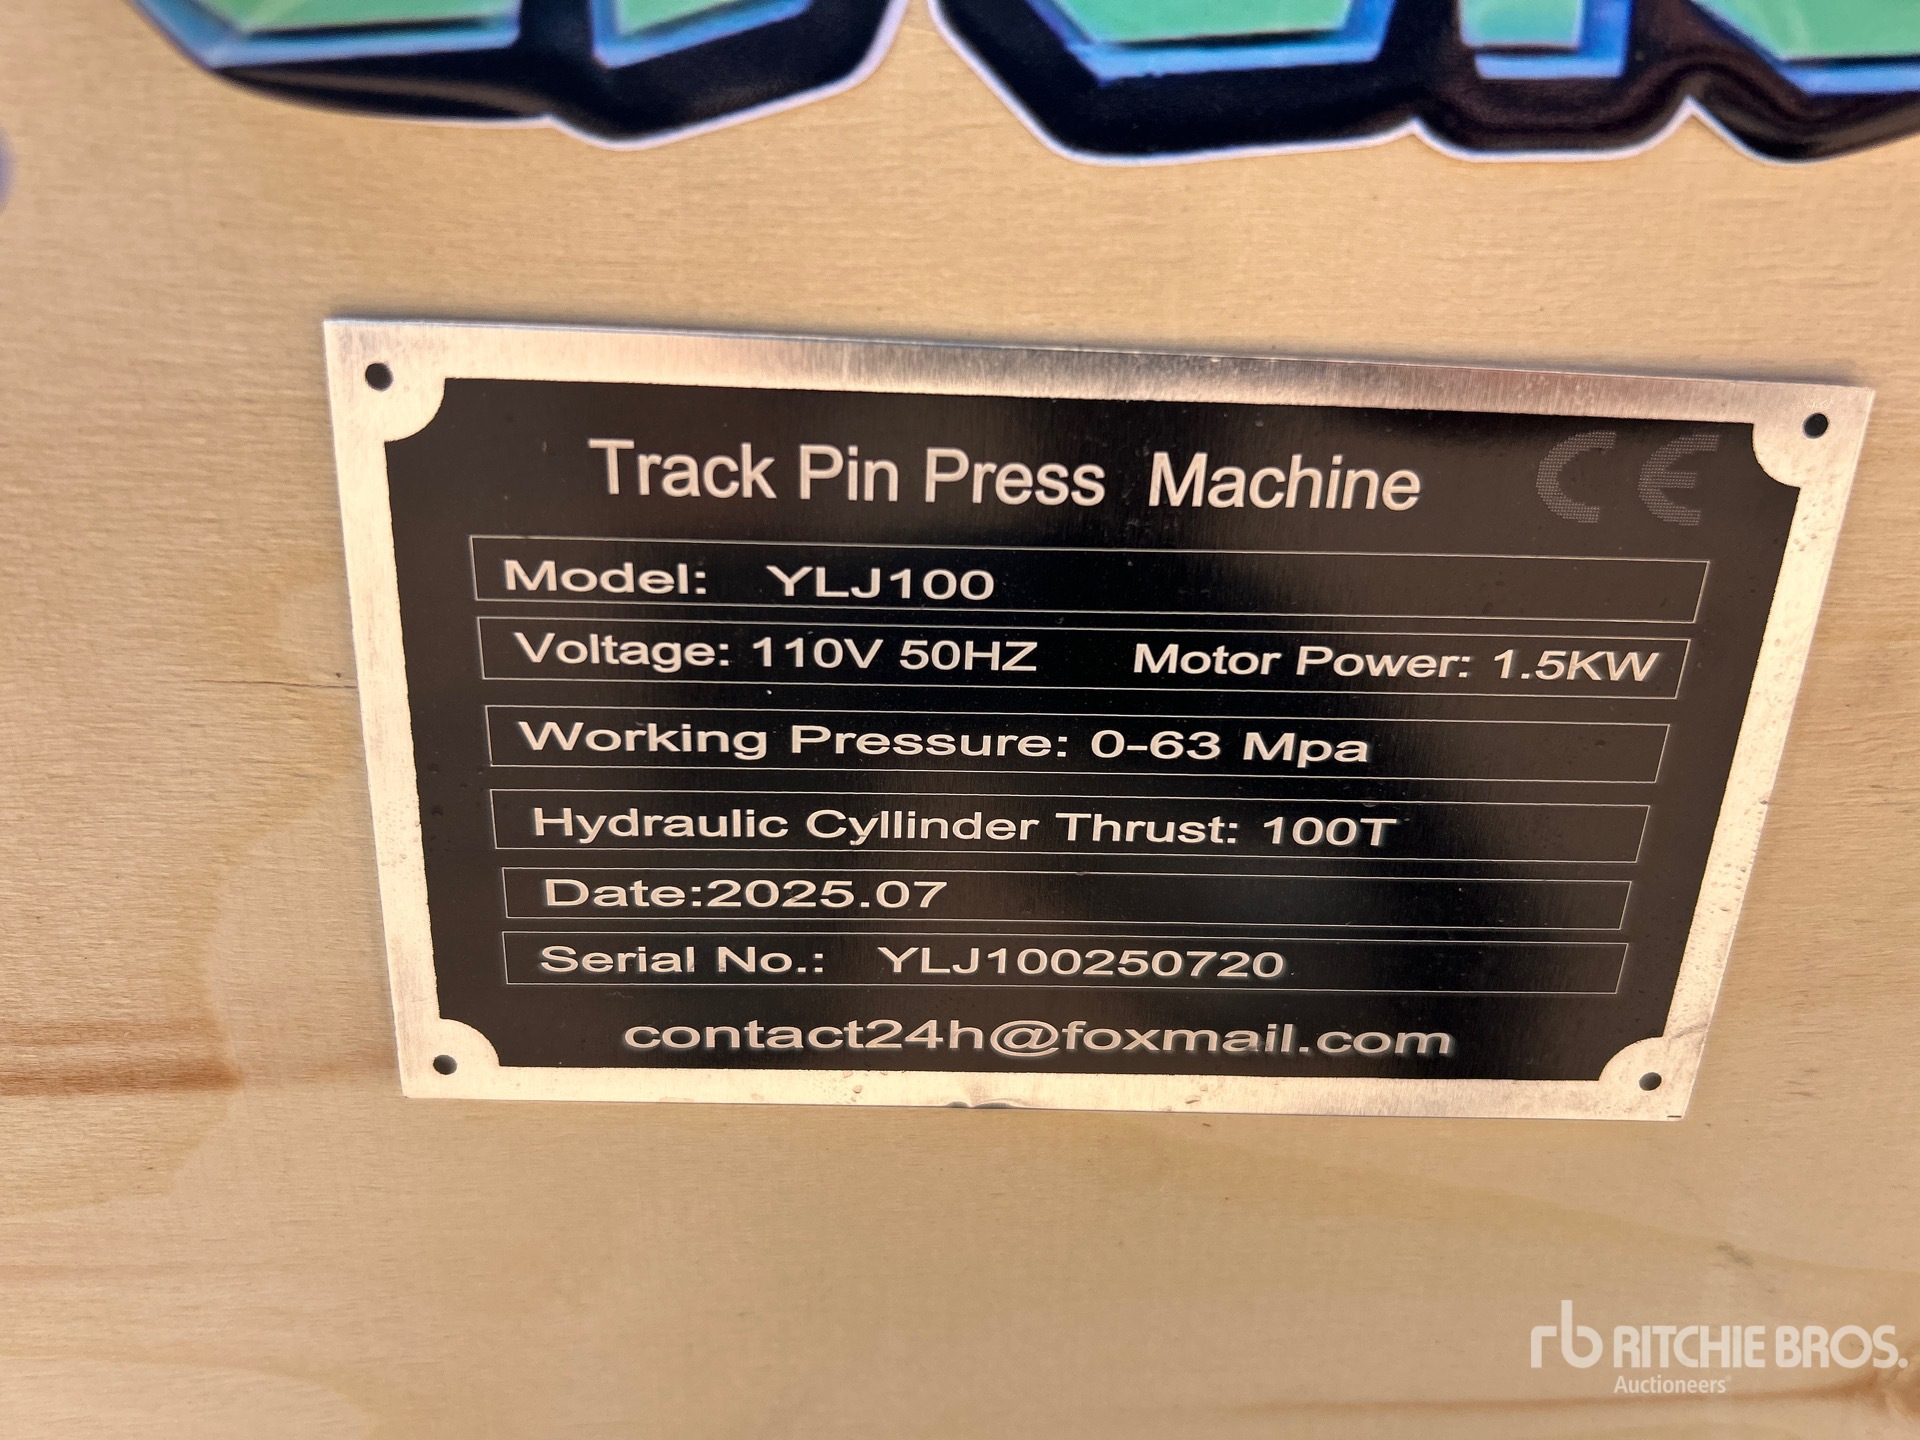 Track Pin Press Machine CE
Model: YLJ100
Voltage: 110V 50HZ Motor Power: 1.5KW
Working Pressure: 0-63 Mpa
Hydraulic Cyllinder Thrust: 100T
Date:2025.07
Serial No.: YLJ100250720
contact24h@foxmail.com
rb RITCHIE BROS.
Auctioneers